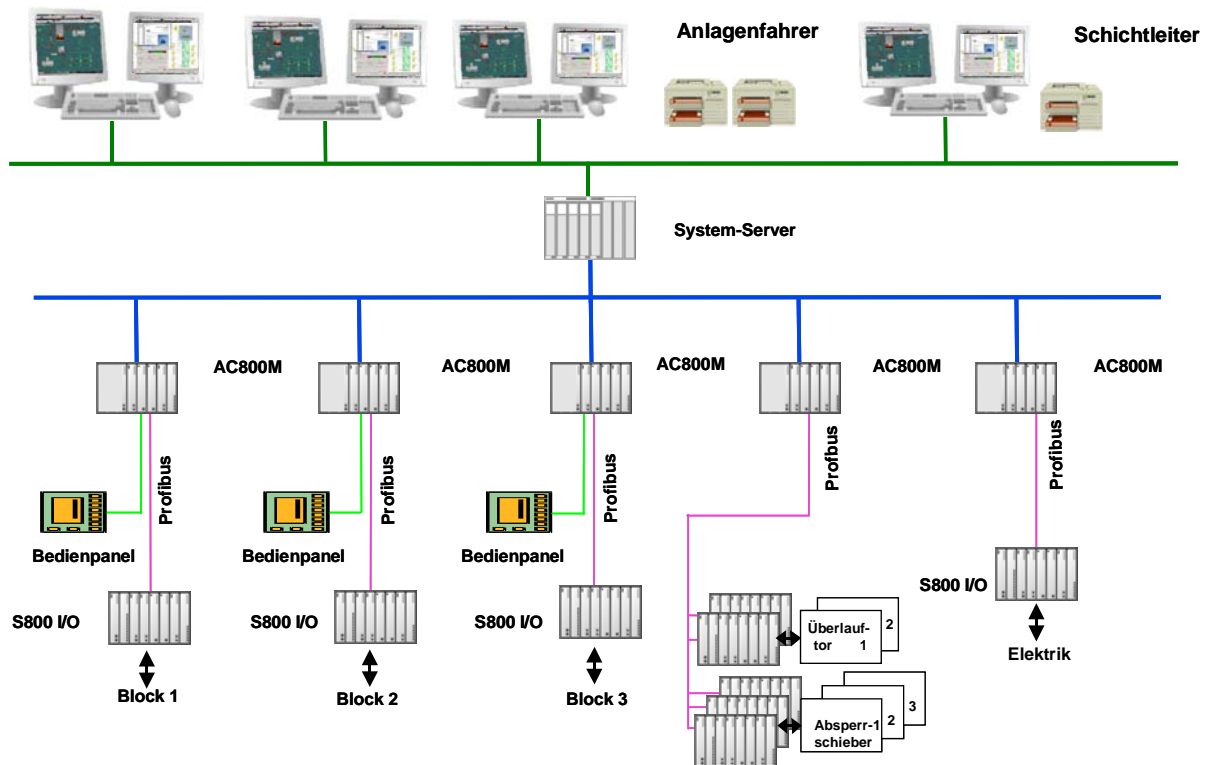 Anlagenfahrer
Schichtleiter
System-Server
AC800M
AC800M
AC800M
AC800M
AC800M
Profibus
Profibus
Profibus
Profbus
Profibus
Bedienpanel
Bedienpanel
Bedienpanel
S800 I/O
S800 I/O
S800 I/O
S800 I/O
Block 1
Block 2
Block 3
Überlauf-
tor 1
2
Absperr-1
schieber
2
3
Elektrik